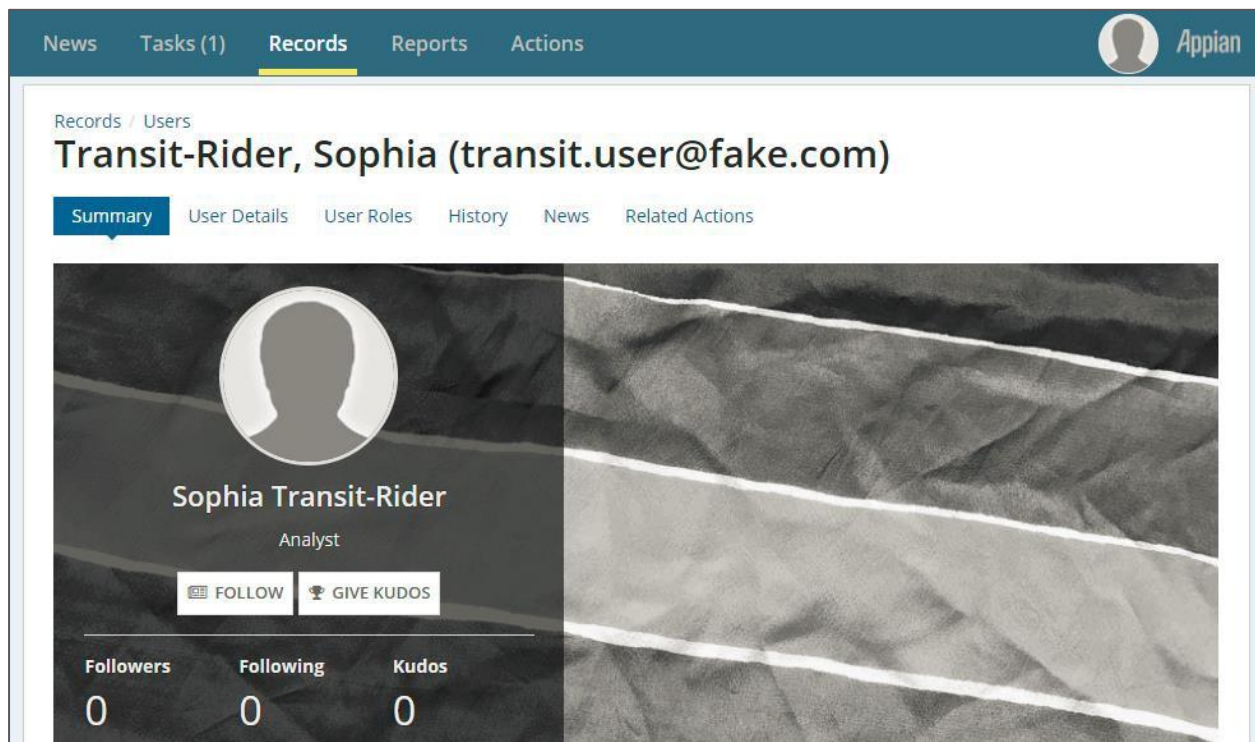 News Tasks (1) Records Reports Actions Appian
Records / Users
Transit-Rider, Sophia (transit.user@fake.com)
Summary User Details User Roles History News Related Actions
Sophia Transit-Rider
Analyst
FOLLOW GIVE KUDOS
Followers Following Kudos
0 0 0